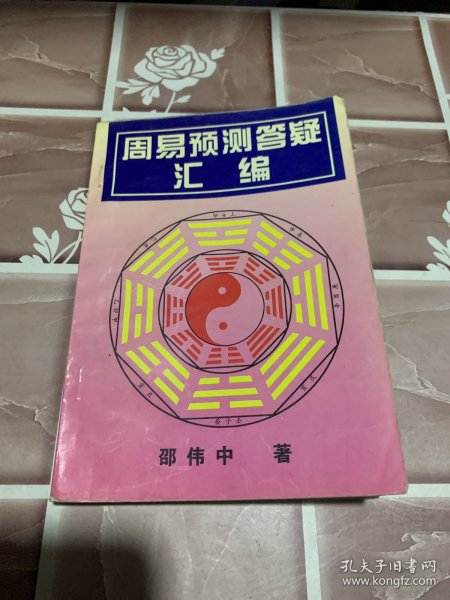 周易预测答疑
汇编
邵伟中 著
孔夫子旧书网
www.kongfz.com